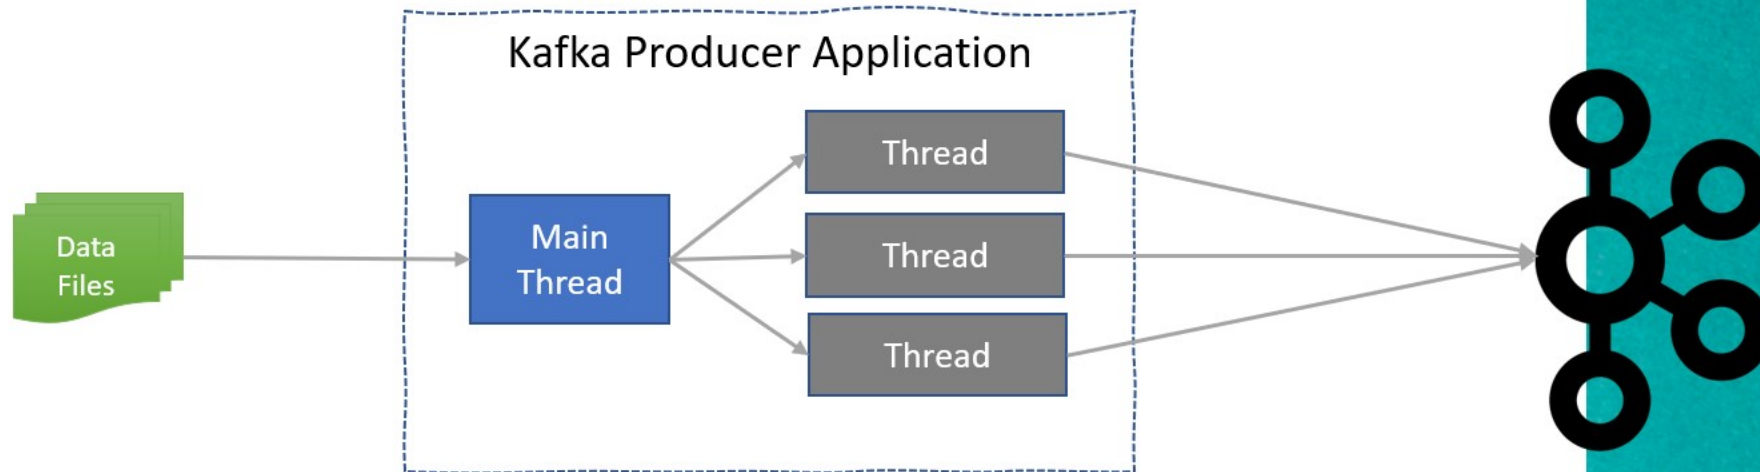 Kafka Producer Application
Data
Files
Main
Thread
Thread
Thread
Thread